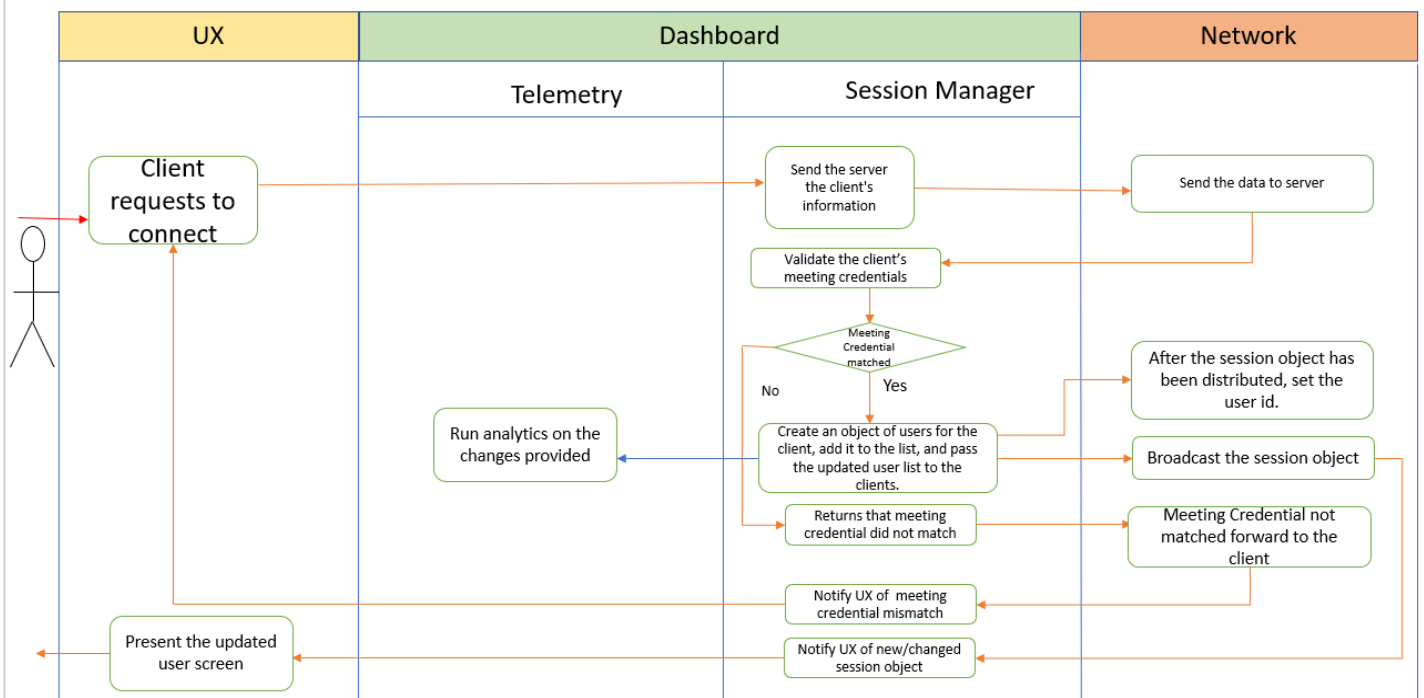 UX
Dashboard
Network
Telemetry
Session Manager
Client
requests to
connect
Send the server
the client's
information
Send the data to server
Validate the client’s
meeting credentials
Meeting
Credential
matched
No
Yes
After the session object has
been distributed, set the
user id.
Run analytics on the
changes provided
Create an object of users for the
client, add it to the list, and pass
the updated user list to the
clients.
Broadcast the session object
Returns that meeting
credential did not match
Meeting Credential not
matched forward to the
client
Notify UX of meeting
credential mismatch
Present the updated
user screen
Notify UX of new/changed
session object